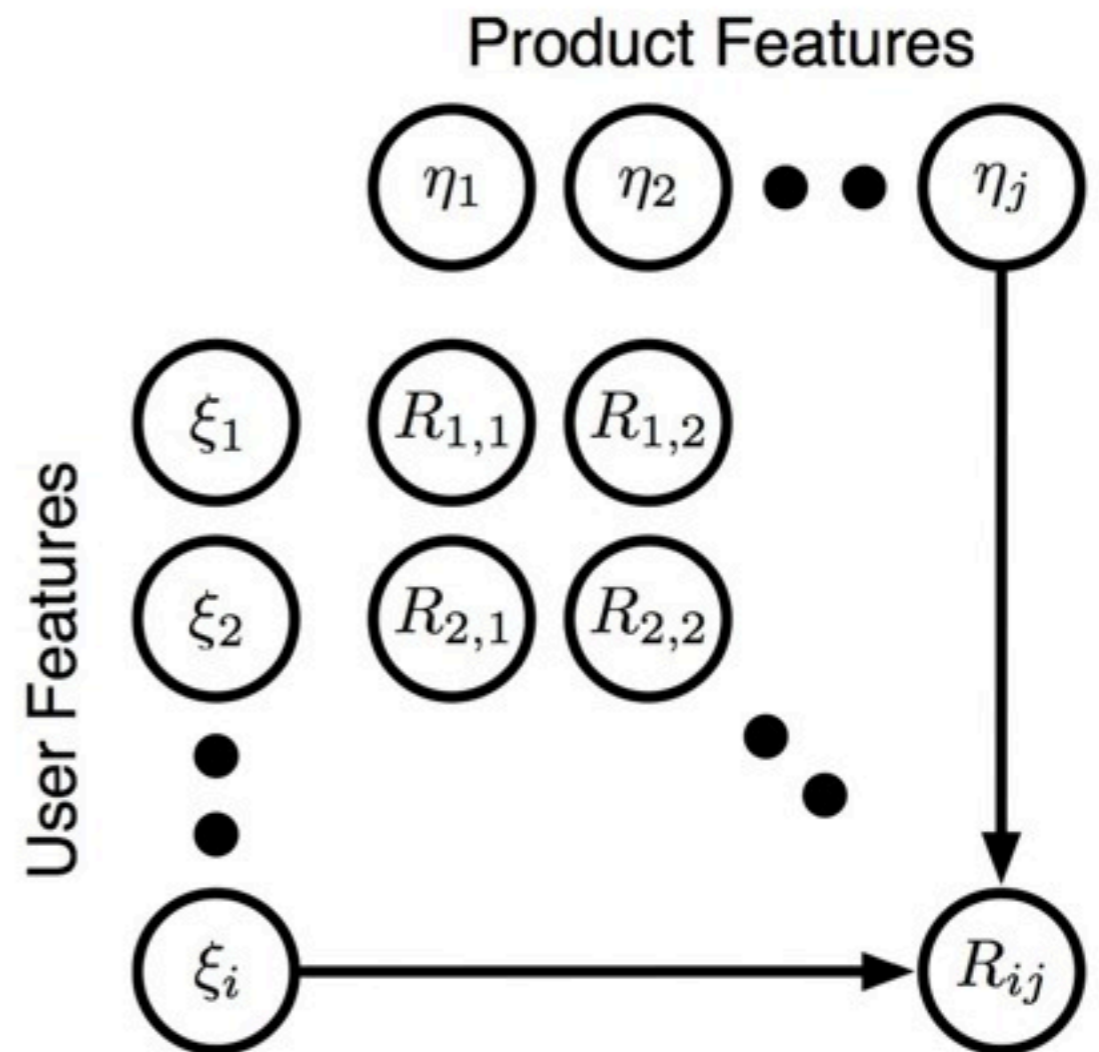 Product Features
η1 η2 ηj
ξ1 R1,1 R1,2
User Features
ξ2 R2,1 R2,2
ξi Rij